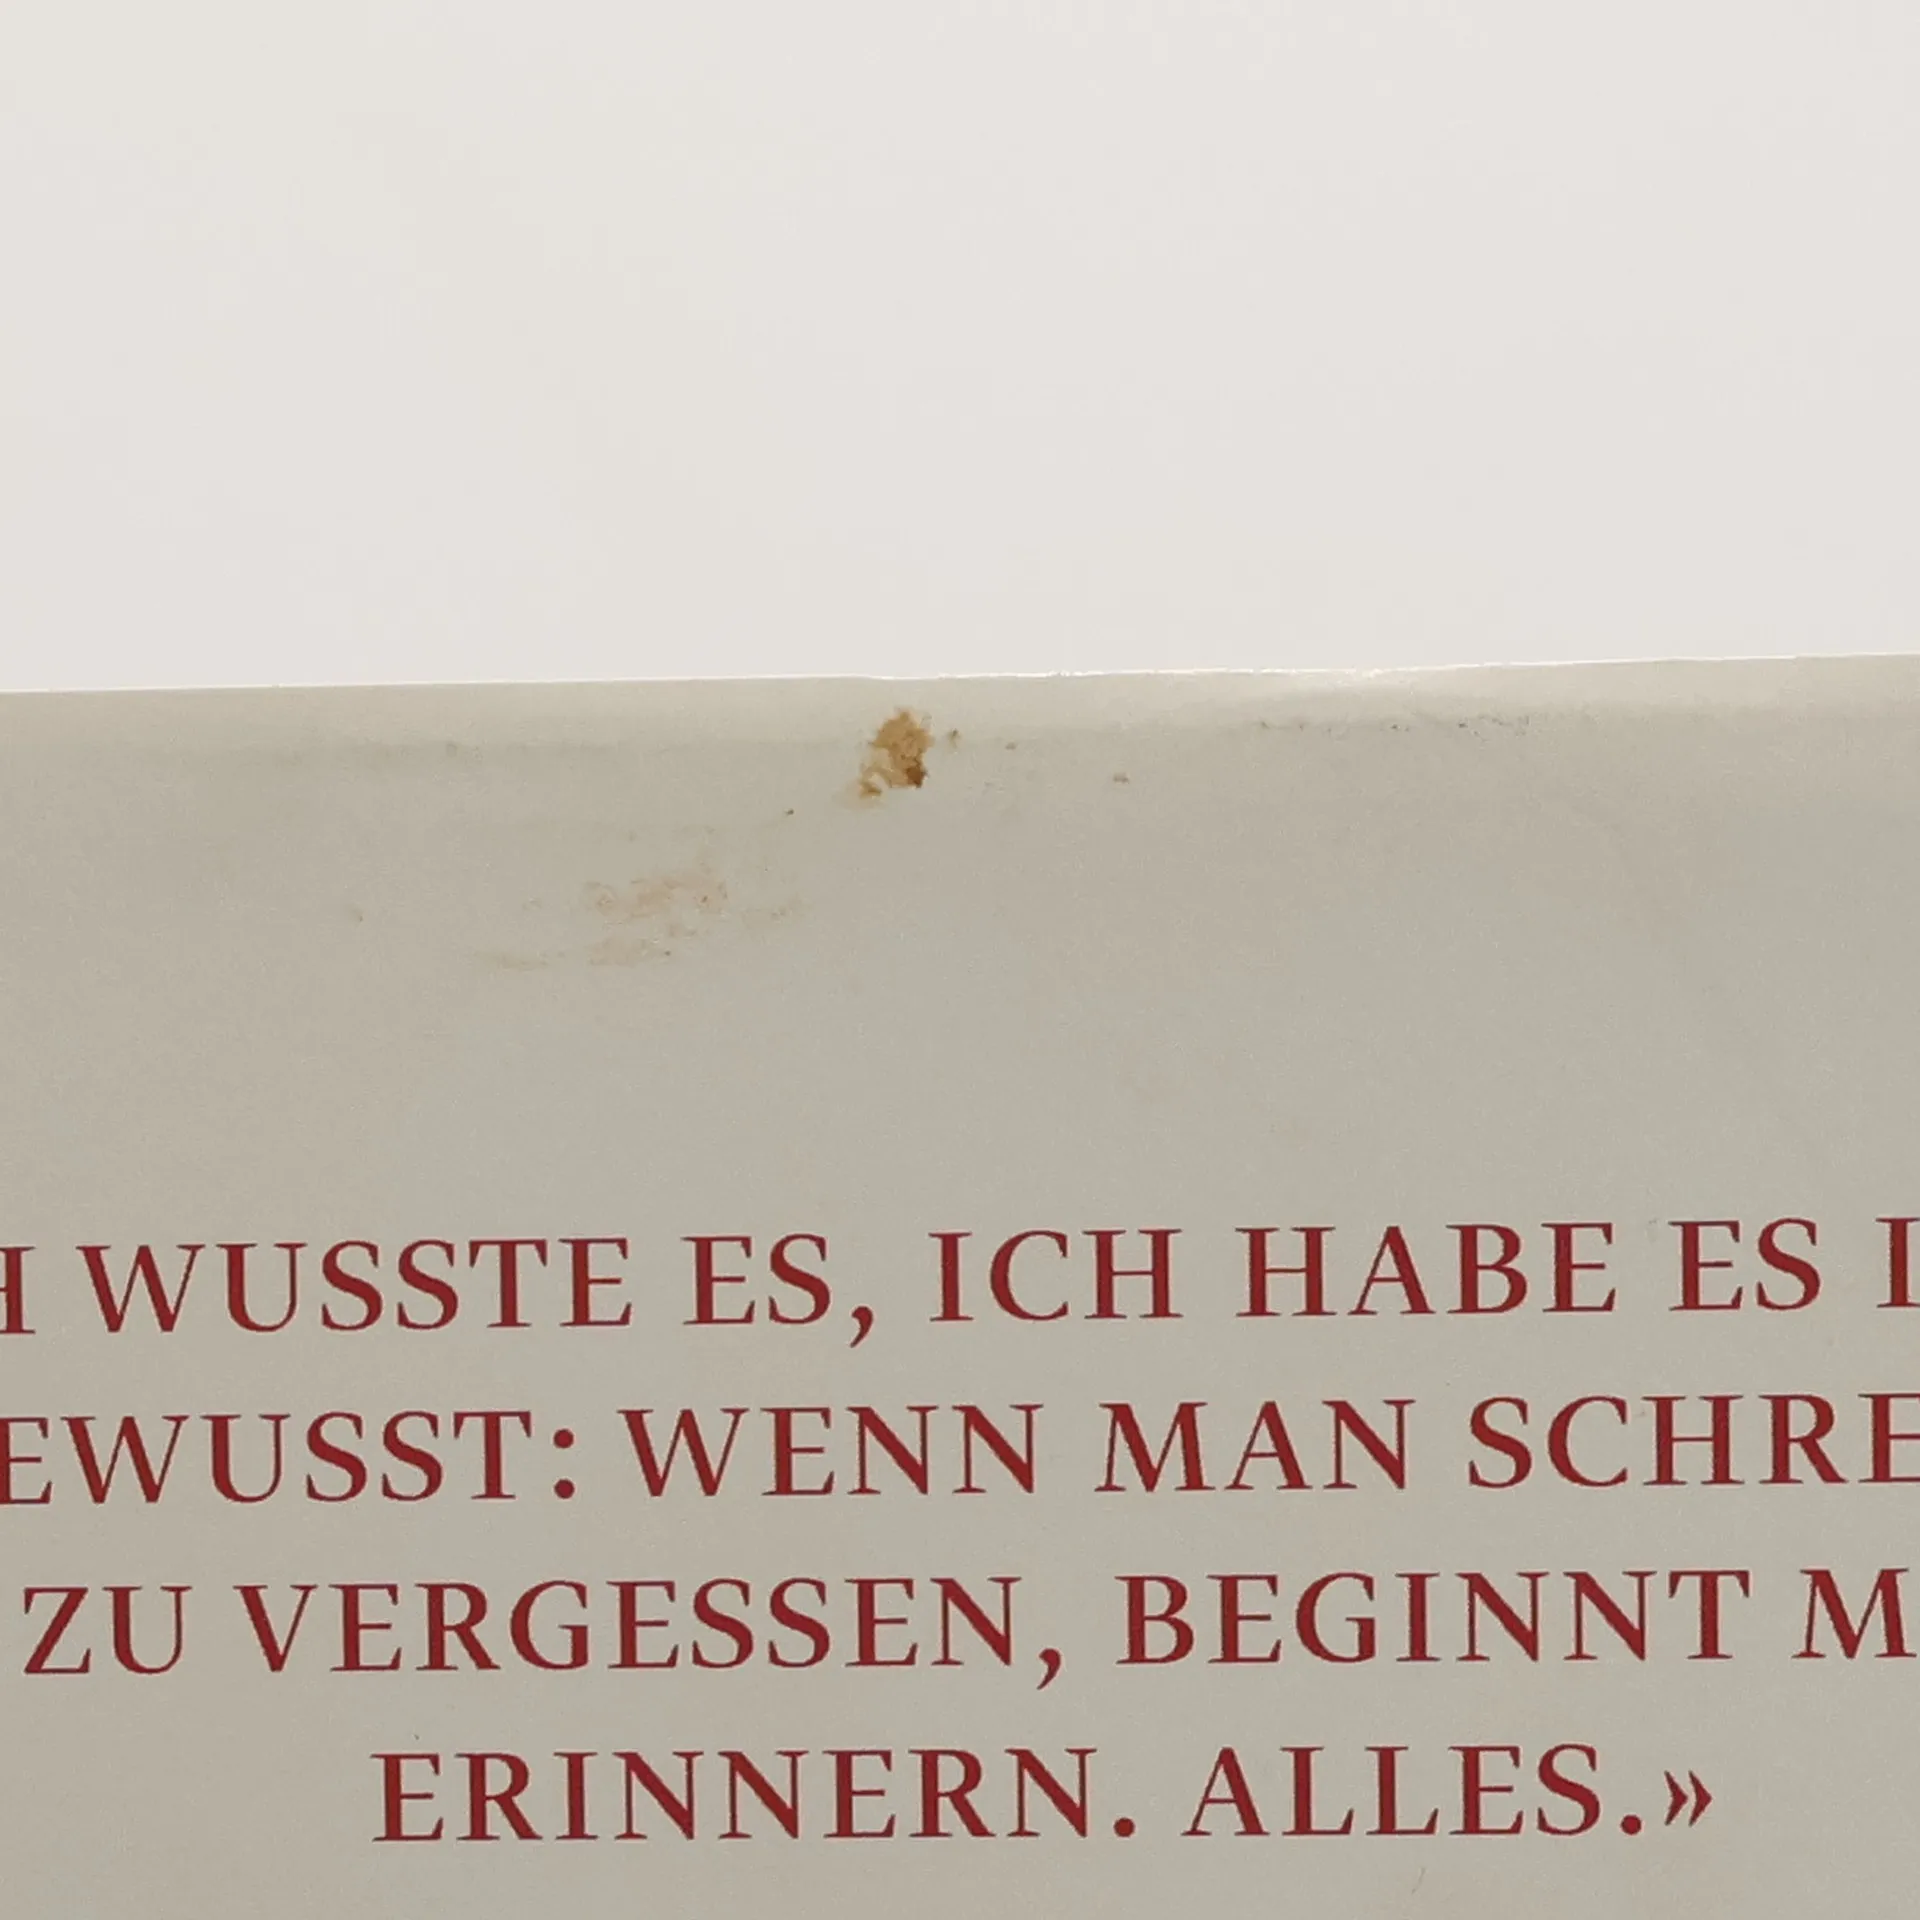 H WUSSTE ES, ICH HABE ES
EWUSST: WENN MAN SCHRE
ZU VERGESSEN, BEGINNT M
ERINNERN. ALLES.»